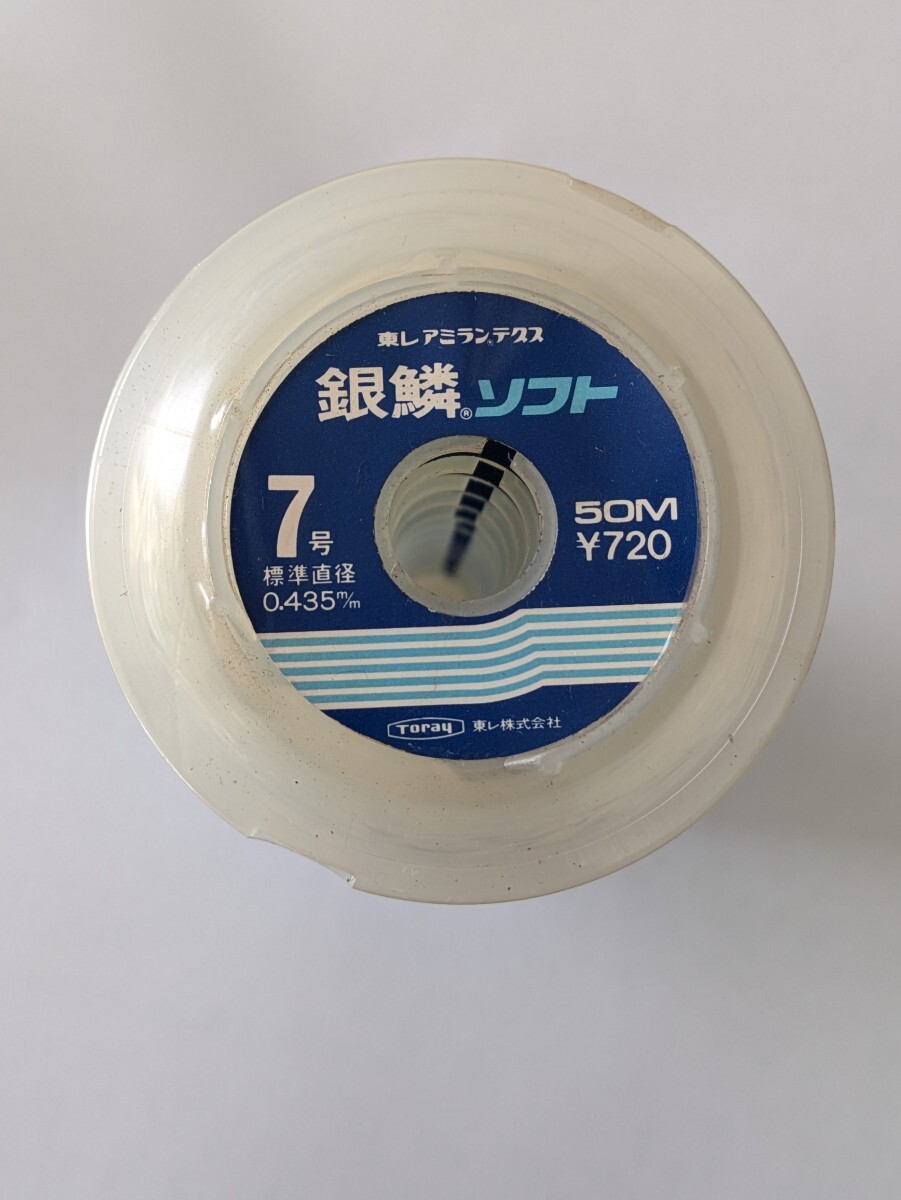 東レアミラン®テグス
銀鱗®ソフト
7号
標準直径
0.435m/m
50M
¥720
Toray 東レ株式会社